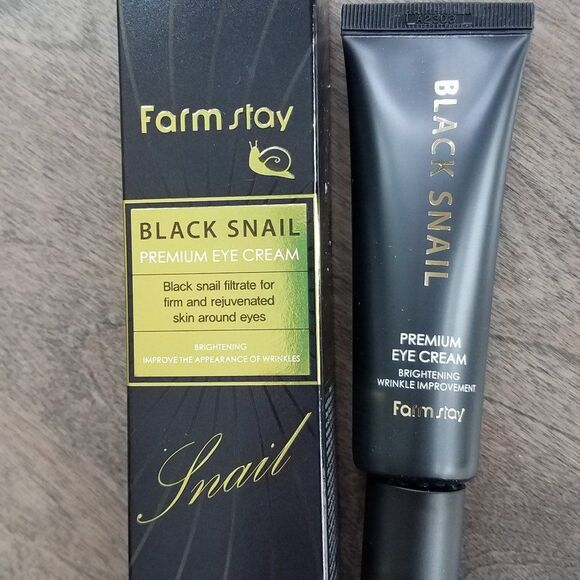 Farm stay
BLACK SNAIL
PREMIUM EYE CREAM
Black snail filtrate for
firm and rejuvenated
skin around eyes
BRIGHTENING
IMPROVE THE APPEARANCE OF WRINKLES
Snail
BLACK SNAIL
PREMIUM
EYE CREAM
BRIGHTENING
WRINKLE IMPROVEMENT
Farm stay